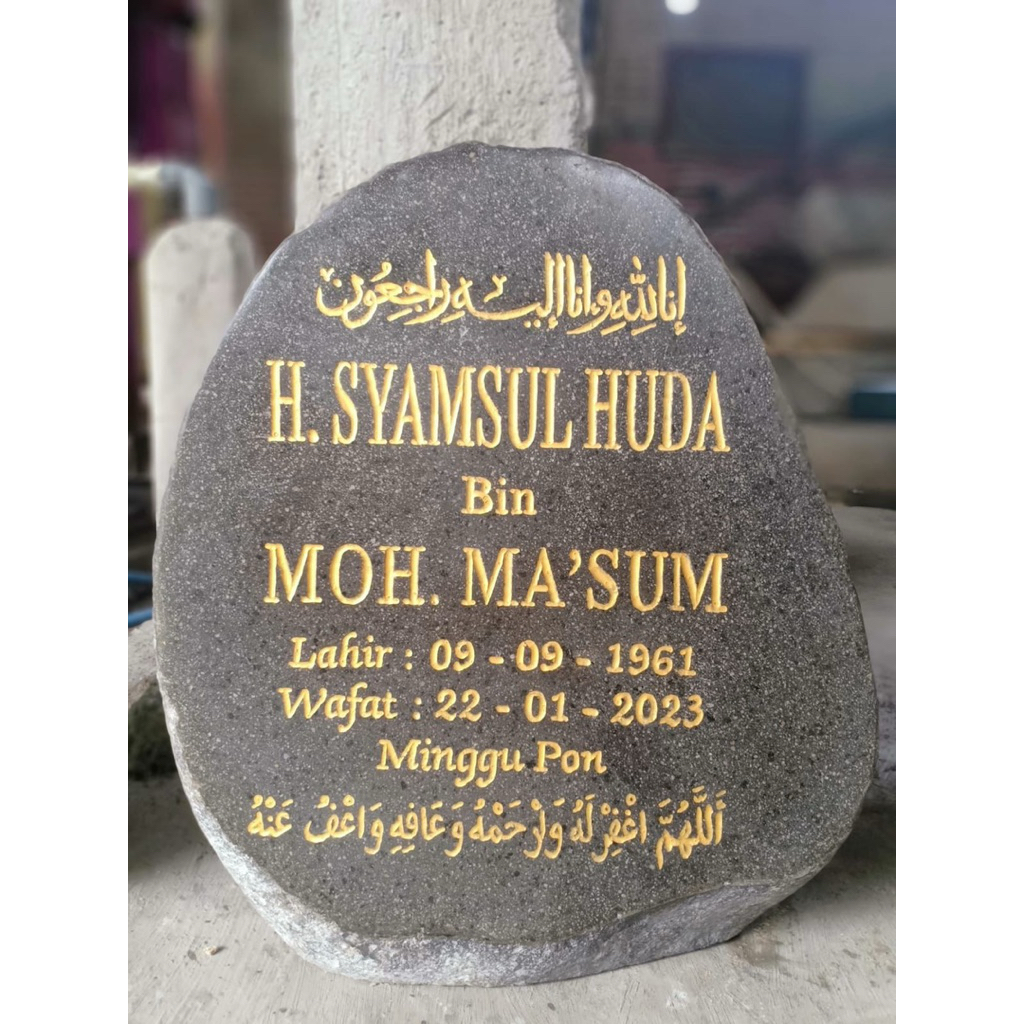 إنا لله وإنا إليه راجعون
H. SYAMSUL HUDA
Bin
MOH. MA'SUM
Lahir : 09 - 09 - 1961
Wafat : 22 - 01 - 2023
Minggu Pon
اَللَّهُمَّ اغْفِرْ لَهُ وَارْحَمْهُ وَعَافِهِ وَاعْفُ عَنْهُ